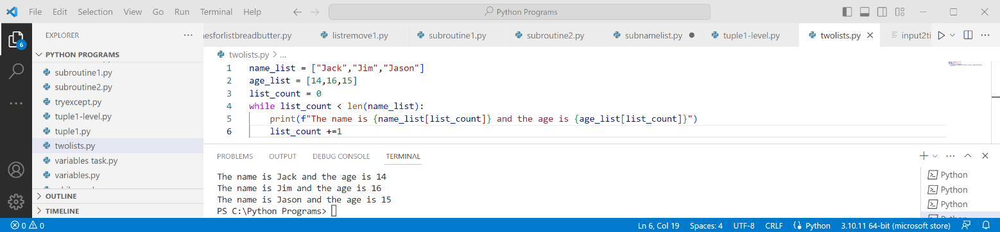 File Edit Selection View Go Run Terminal Help Python Programs
EXPLORER nesforlistbreadbutter.py listremove1.py subroutine1.py subroutine2.py subnamelist.py tuple1-level.py twolists.py input2ti
6
PYTHON PROGRAMS
twolists.py > ...
subroutine1.py
subroutine2.py
tryexcept.py
tuple1-level.py
tuple1.py
twolists.py
variables task.py
variables.py
OUTLINE
TIMELINE
1 name_list = ["Jack","Jim","Jason"]
2 age_list = [14,16,15]
3 list_count = 0
4 while list_count < len(name_list):
5 print(f"The name is {name_list[list_count]} and the age is {age_list[list_count]}")
6 list_count +=1
PROBLEMS OUTPUT DEBUG CONSOLE TERMINAL
The name is Jack and the age is 14
The name is Jim and the age is 16
The name is Jason and the age is 15
PS C:\Python Programs>
Python
Python
Python
0 0 Ln 6, Col 19 Spaces: 4 UTF-8 CRLF Python 3.10.11 64-bit (microsoft store)